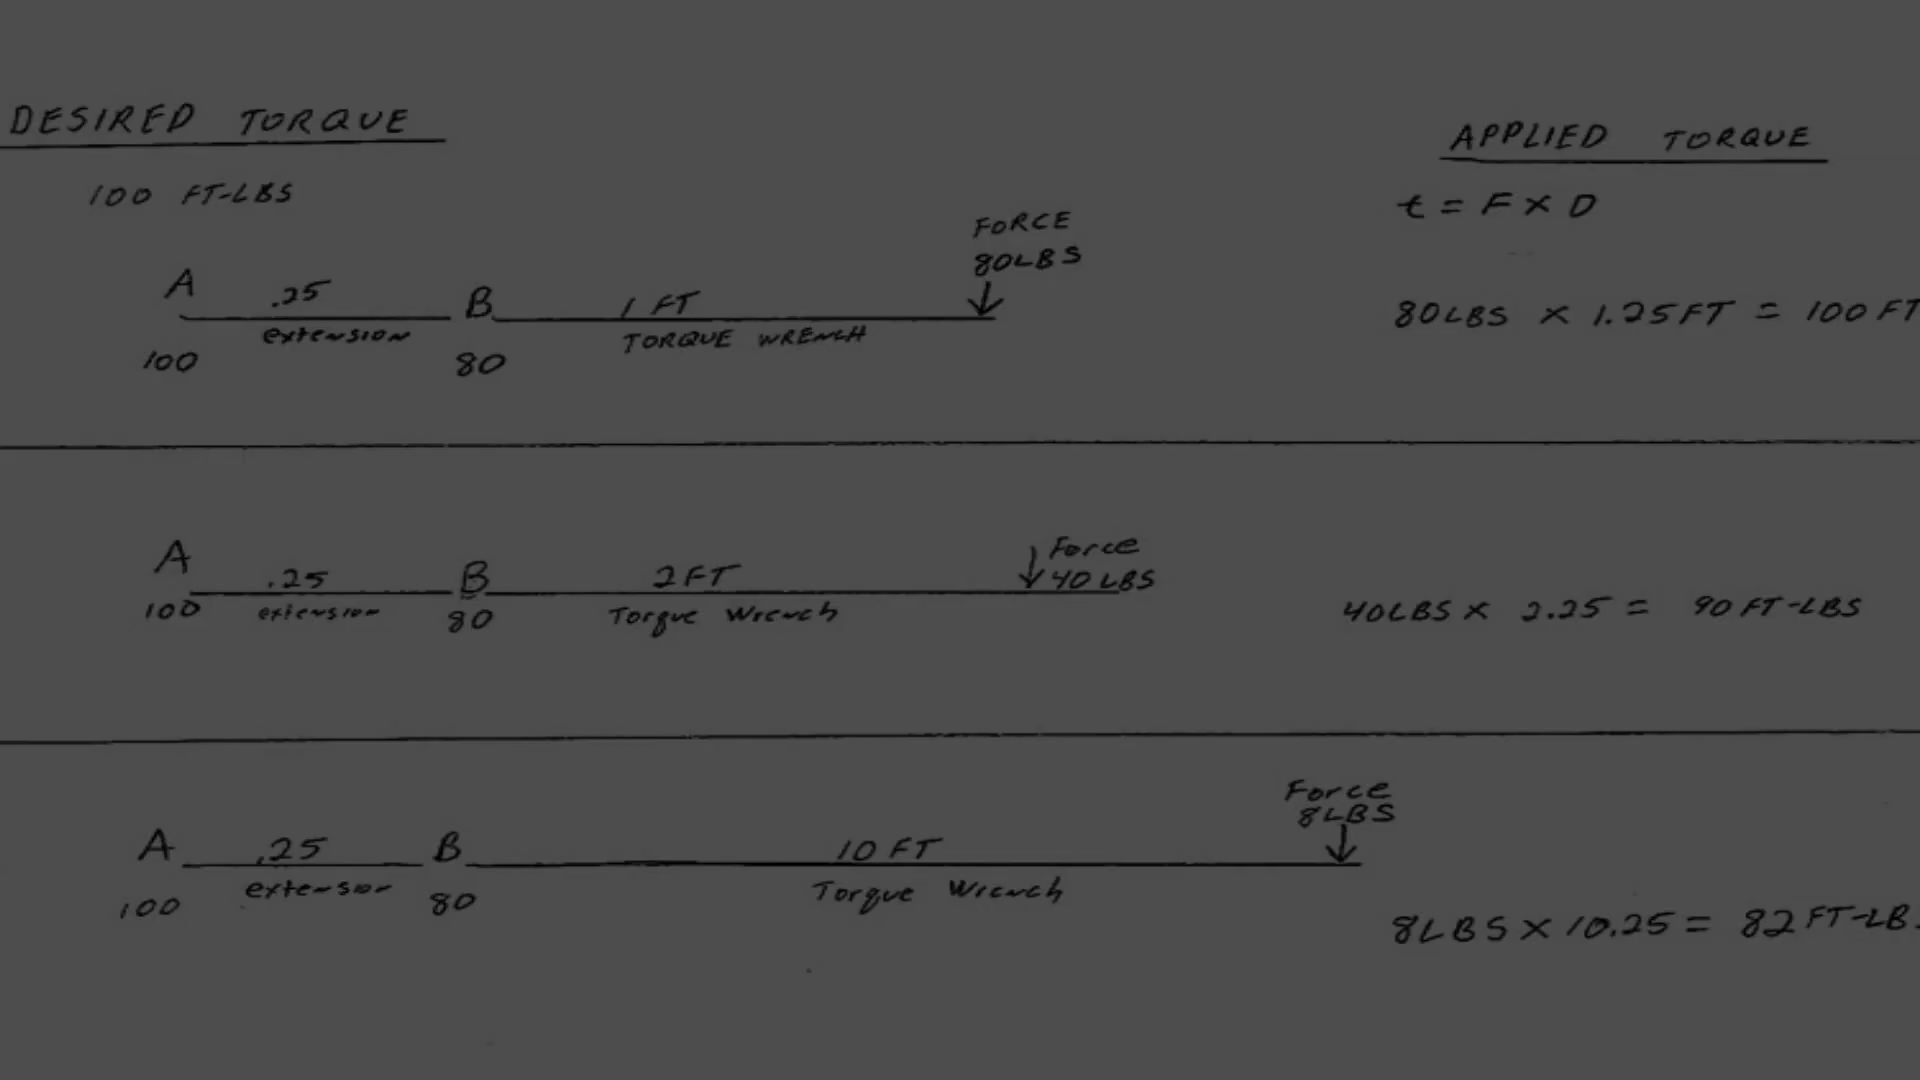 DESIRED TORQUE
APPLIED TORQUE
100 FT-LBS
t = F X D
FORCE
80LBS
A .25 B 1 FT
extension TORQUE WRENCH
100 80
80LBS X 1.25FT = 100 FT
A .25 B 2FT
Force
40 LBS
100 extension 80 Torque Wrench
40LBS X 2.25 = 90 FT-LBS
Force
8LBS
A .25 B 10 FT
extension Torque Wrench
100 80
8LBS X 10.25 = 82 FT-LB